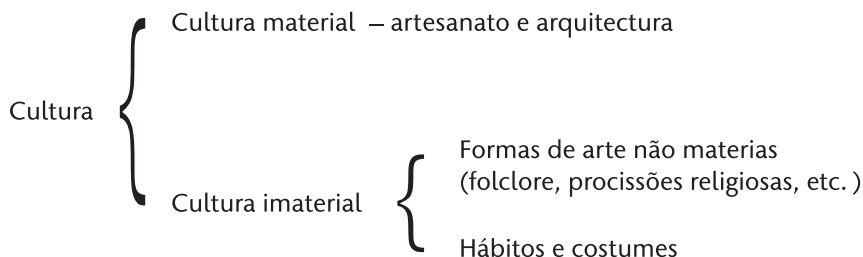 Cultura material – artesanato e arquitectura
Cultura
Formas de arte não materias
(folclore, procissões religiosas, etc. )
Cultura imaterial
Hábitos e costumes